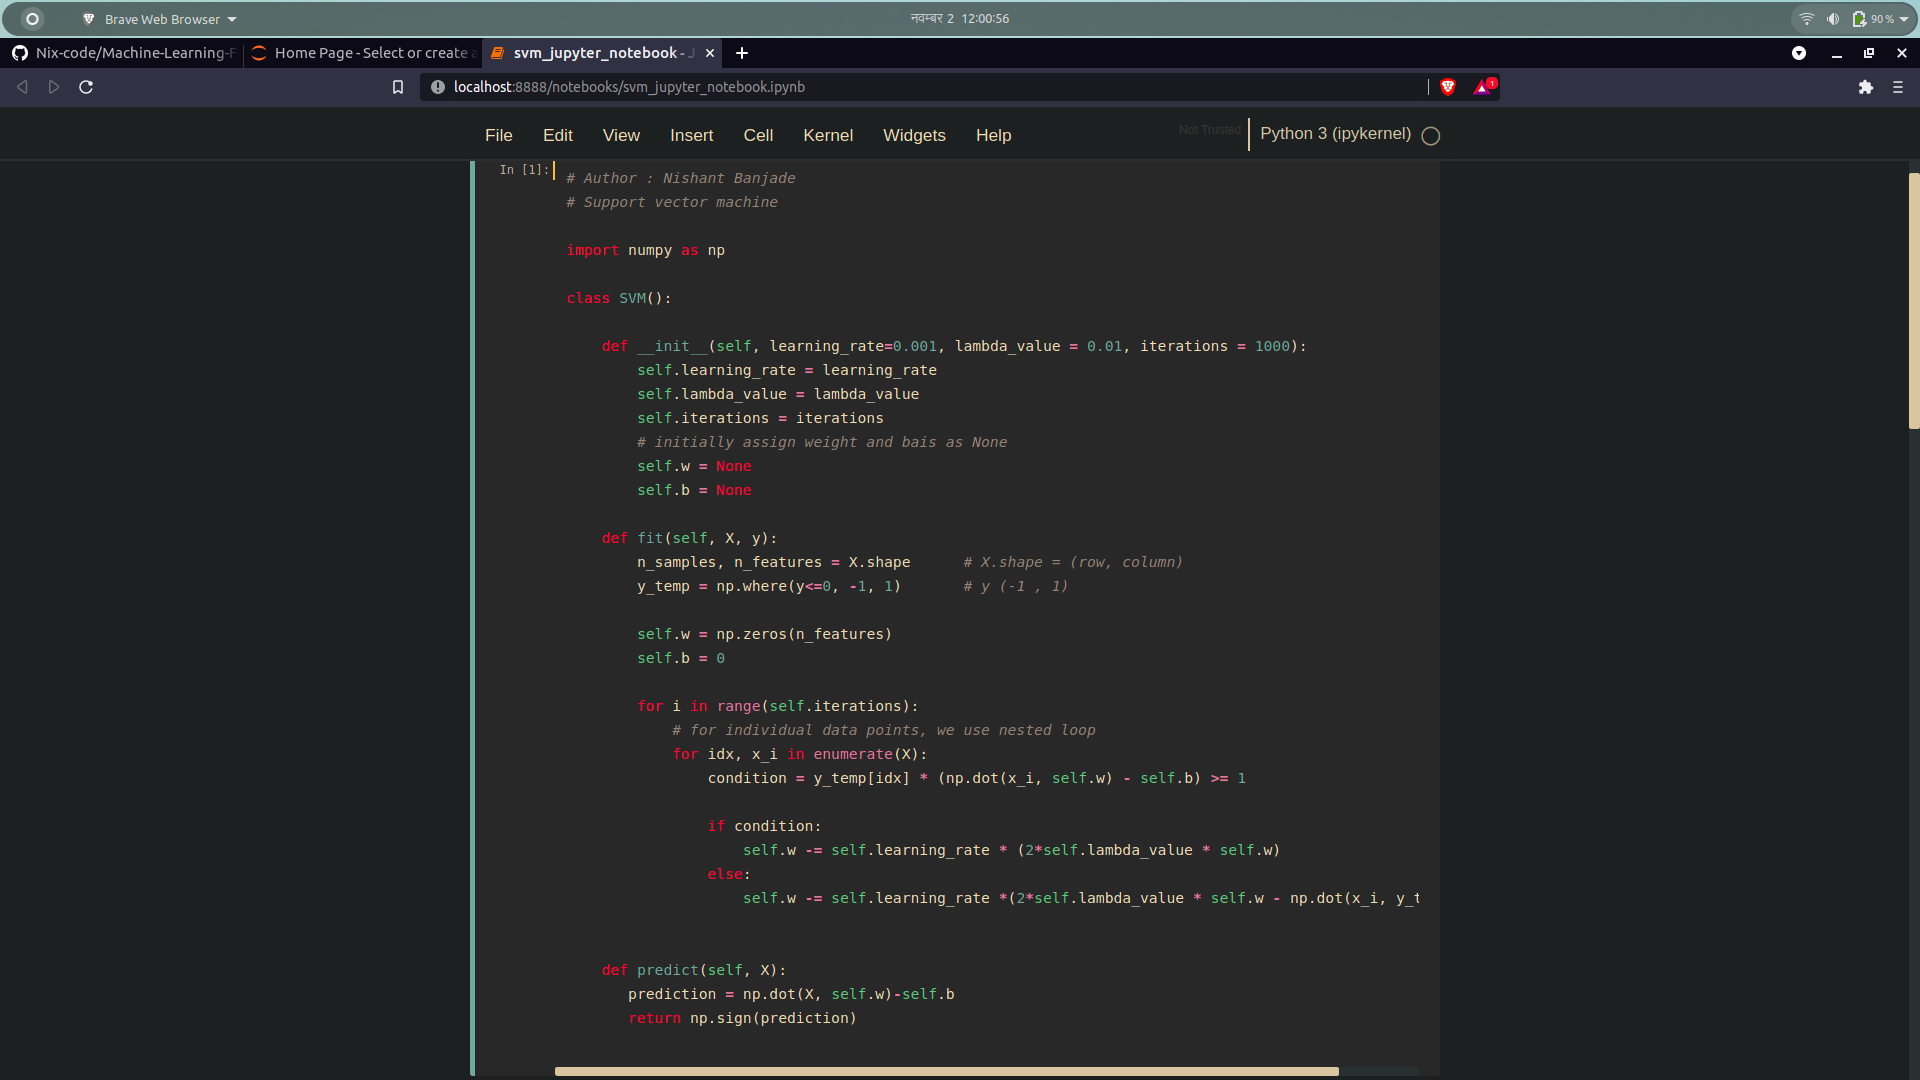 Brave Web Browser
नवम्बर 2 12:00:56
90 %
Nix-code/Machine-Learning-F
Home Page - Select or create a
svm_jupyter_notebook - J
localhost:8888/notebooks/svm_jupyter_notebook.ipynb
1
File Edit View Insert Cell Kernel Widgets Help
Not Trusted
Python 3 (ipykernel)
In [1]:
# Author : Nishant Banjade
# Support vector machine
import numpy as np
class SVM():
def __init__(self, learning_rate=0.001, lambda_value = 0.01, iterations = 1000):
self.learning_rate = learning_rate
self.lambda_value = lambda_value
self.iterations = iterations
# initially assign weight and bais as None
self.w = None
self.b = None
def fit(self, X, y):
n_samples, n_features = X.shape # X.shape = (row, column)
y_temp = np.where(y<=0, -1, 1) # y (-1 , 1)
self.w = np.zeros(n_features)
self.b = 0
for i in range(self.iterations):
# for individual data points, we use nested loop
for idx, x_i in enumerate(X):
condition = y_temp[idx] * (np.dot(x_i, self.w) - self.b) >= 1
if condition:
self.w -= self.learning_rate * (2*self.lambda_value * self.w)
else:
self.w -= self.learning_rate *(2*self.lambda_value * self.w - np.dot(x_i, y_t
def predict(self, X):
prediction = np.dot(X, self.w)-self.b
return np.sign(prediction)